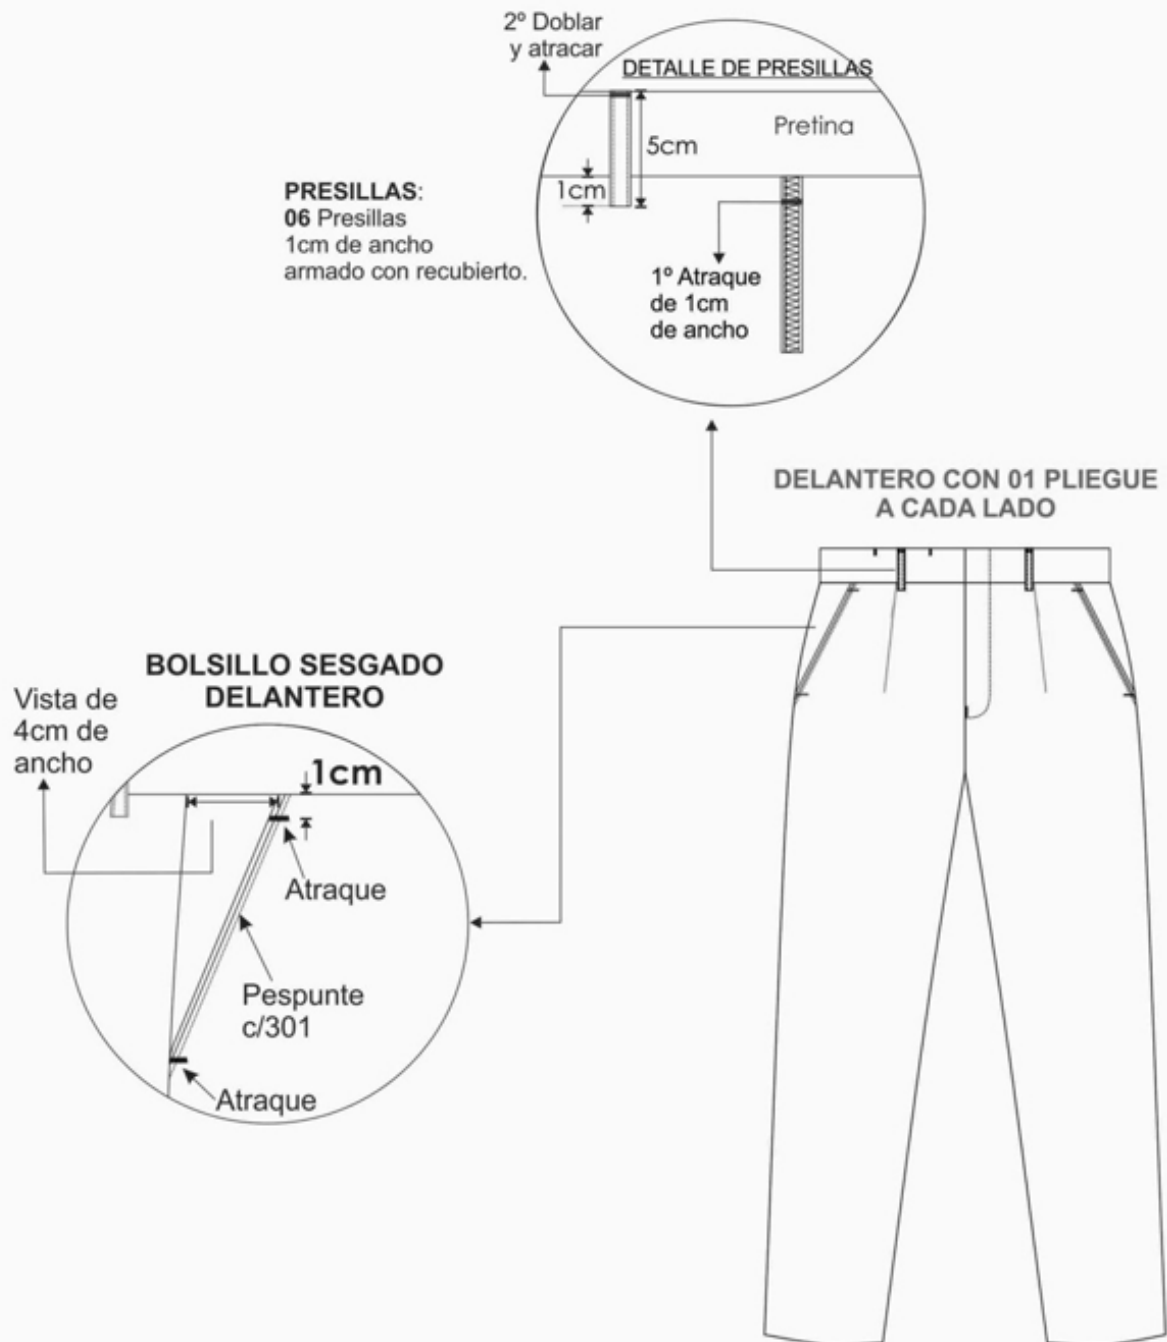 2º Doblar
y atracar
DETALLE DE PRESILLAS
Pretina
5cm
1cm
PRESILLAS:
06 Presillas
1cm de ancho
armado con recubierto.
1º Atraque
de 1cm
de ancho
DELANTERO CON 01 PLIEGUE
A CADA LADO
BOLSILLO SESGADO
DELANTERO
Vista de
4cm de
ancho
1cm
Atraque
Pespunte
c/301
Atraque